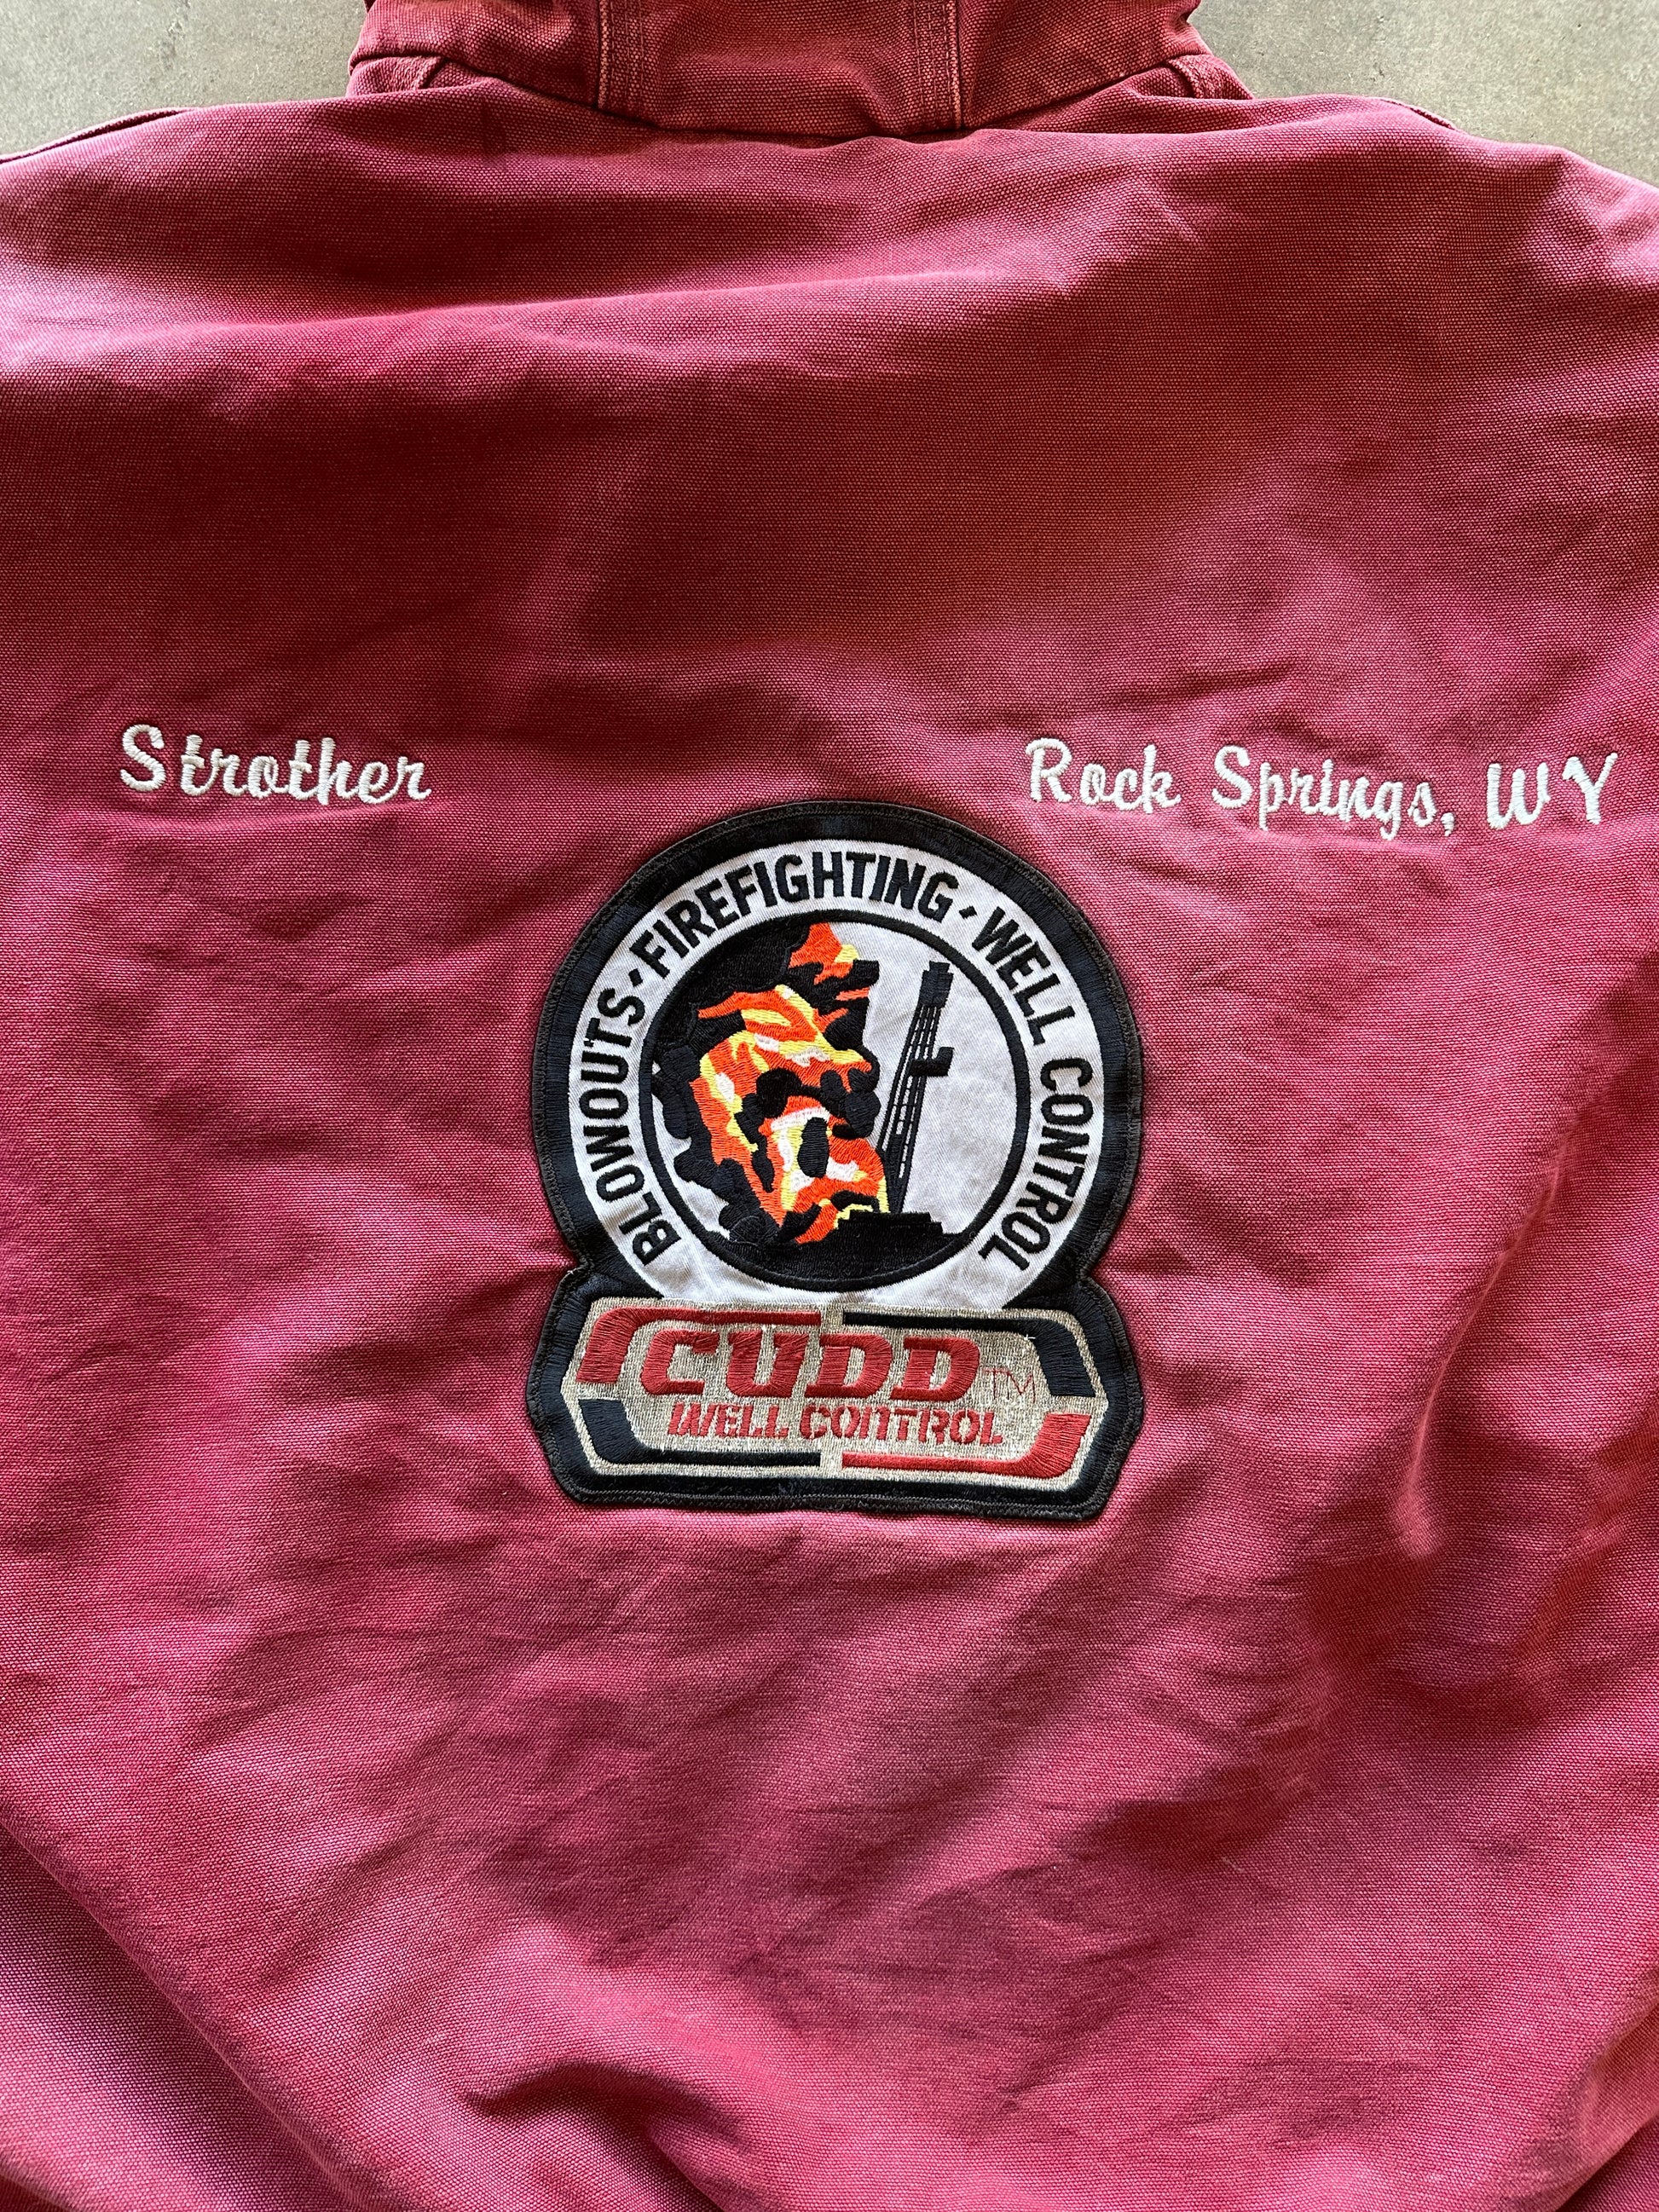 Strother
Rock Springs, WY
BLOWOUTS · FIREFIGHTING · WELL CONTROL
CUDD TM
WELL CONTROL